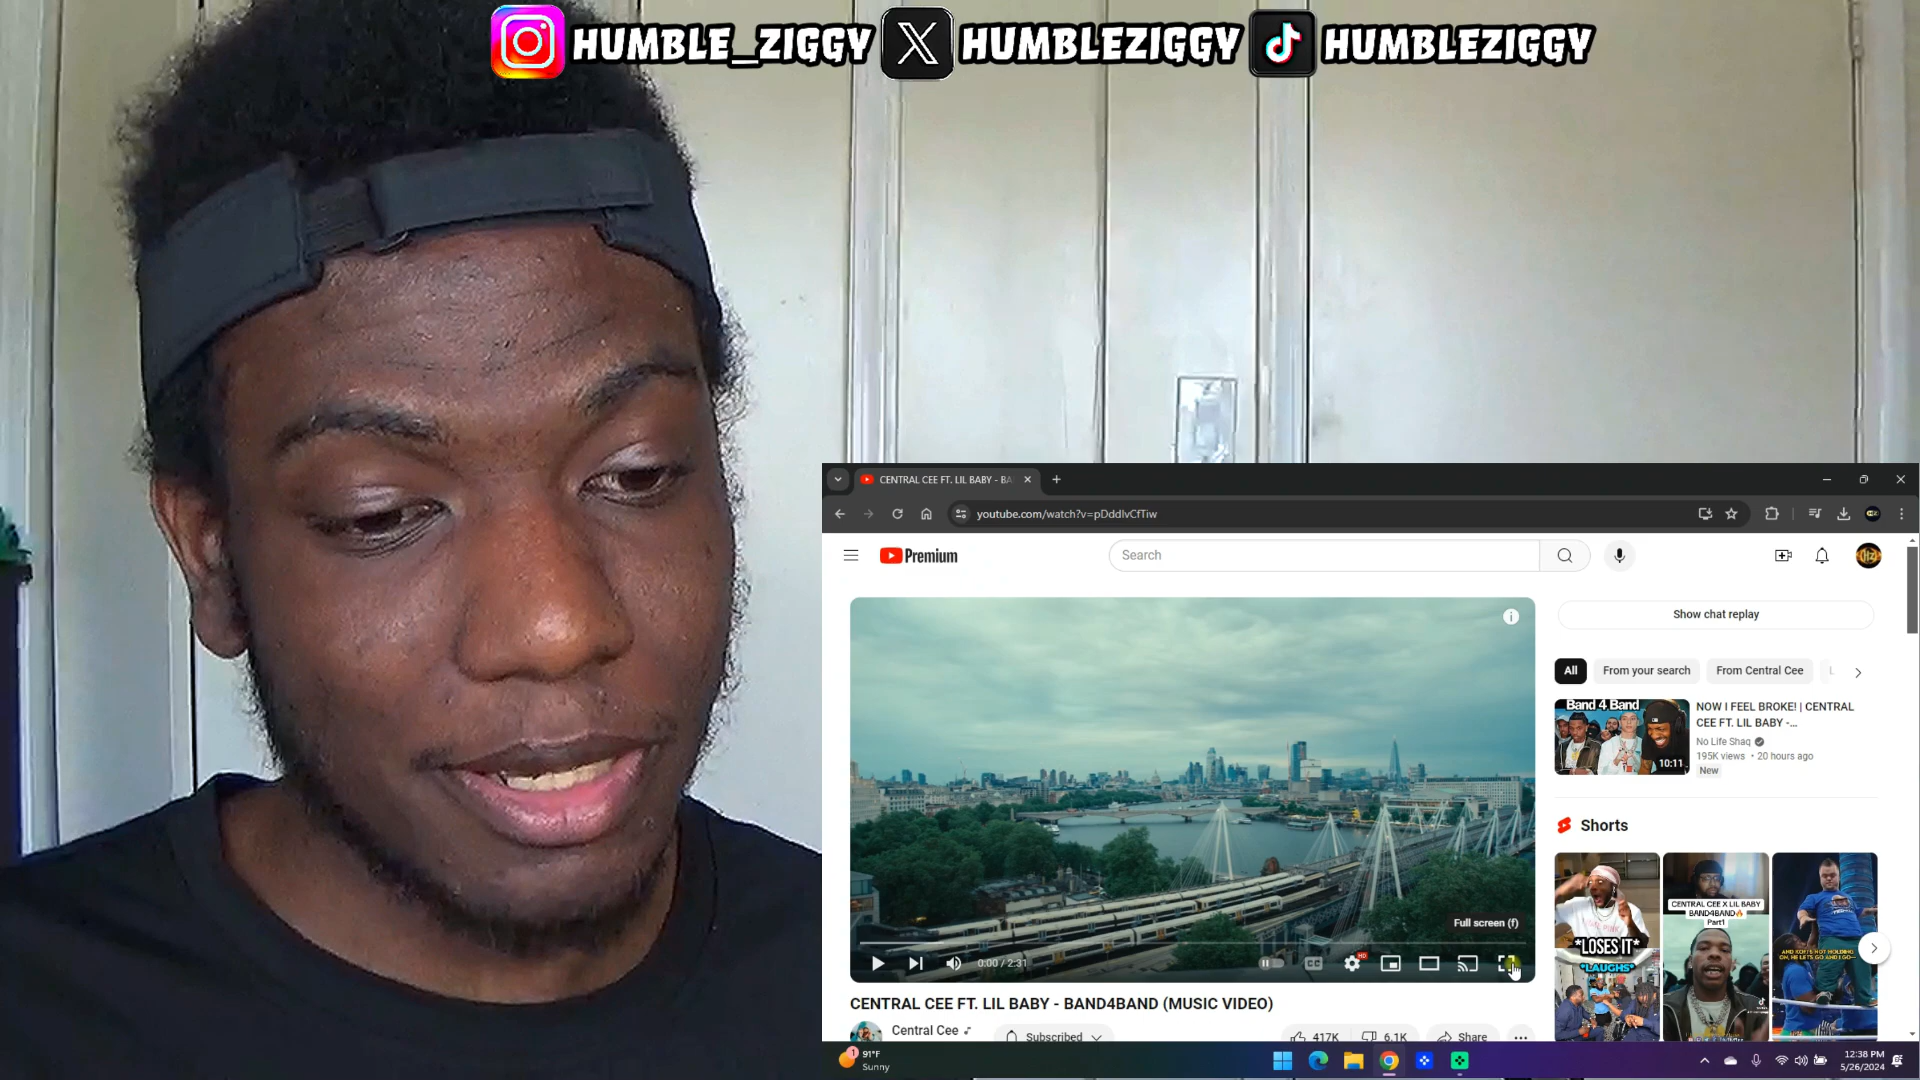 HUMBLE_ZIGGY HUMBLEZIGGY HUMBLEZIGGY
CENTRAL CEE FT. LIL BABY - BA
youtube.com/watch?v=pDddlvCfTiw
Premium
Search
Show chat replay
All From your search From Central Cee
Band 4 Band
10:11
NOW I FEEL BROKE! | CENTRAL
CEE FT. LIL BABY -...
No Life Shaq
195K views • 20 hours ago
New
Shorts
*LOSES IT*
*LAUGHS*
CENTRAL CEE X LIL BABY
BAND4BAND🔥
Part1
Full screen (f)
0:00 / 2:31
CC
HD
CENTRAL CEE FT. LIL BABY - BAND4BAND (MUSIC VIDEO)
Central Cee
Subscribed
417K
6.1K
Share
91°F
Sunny
12:38 PM
5/26/2024